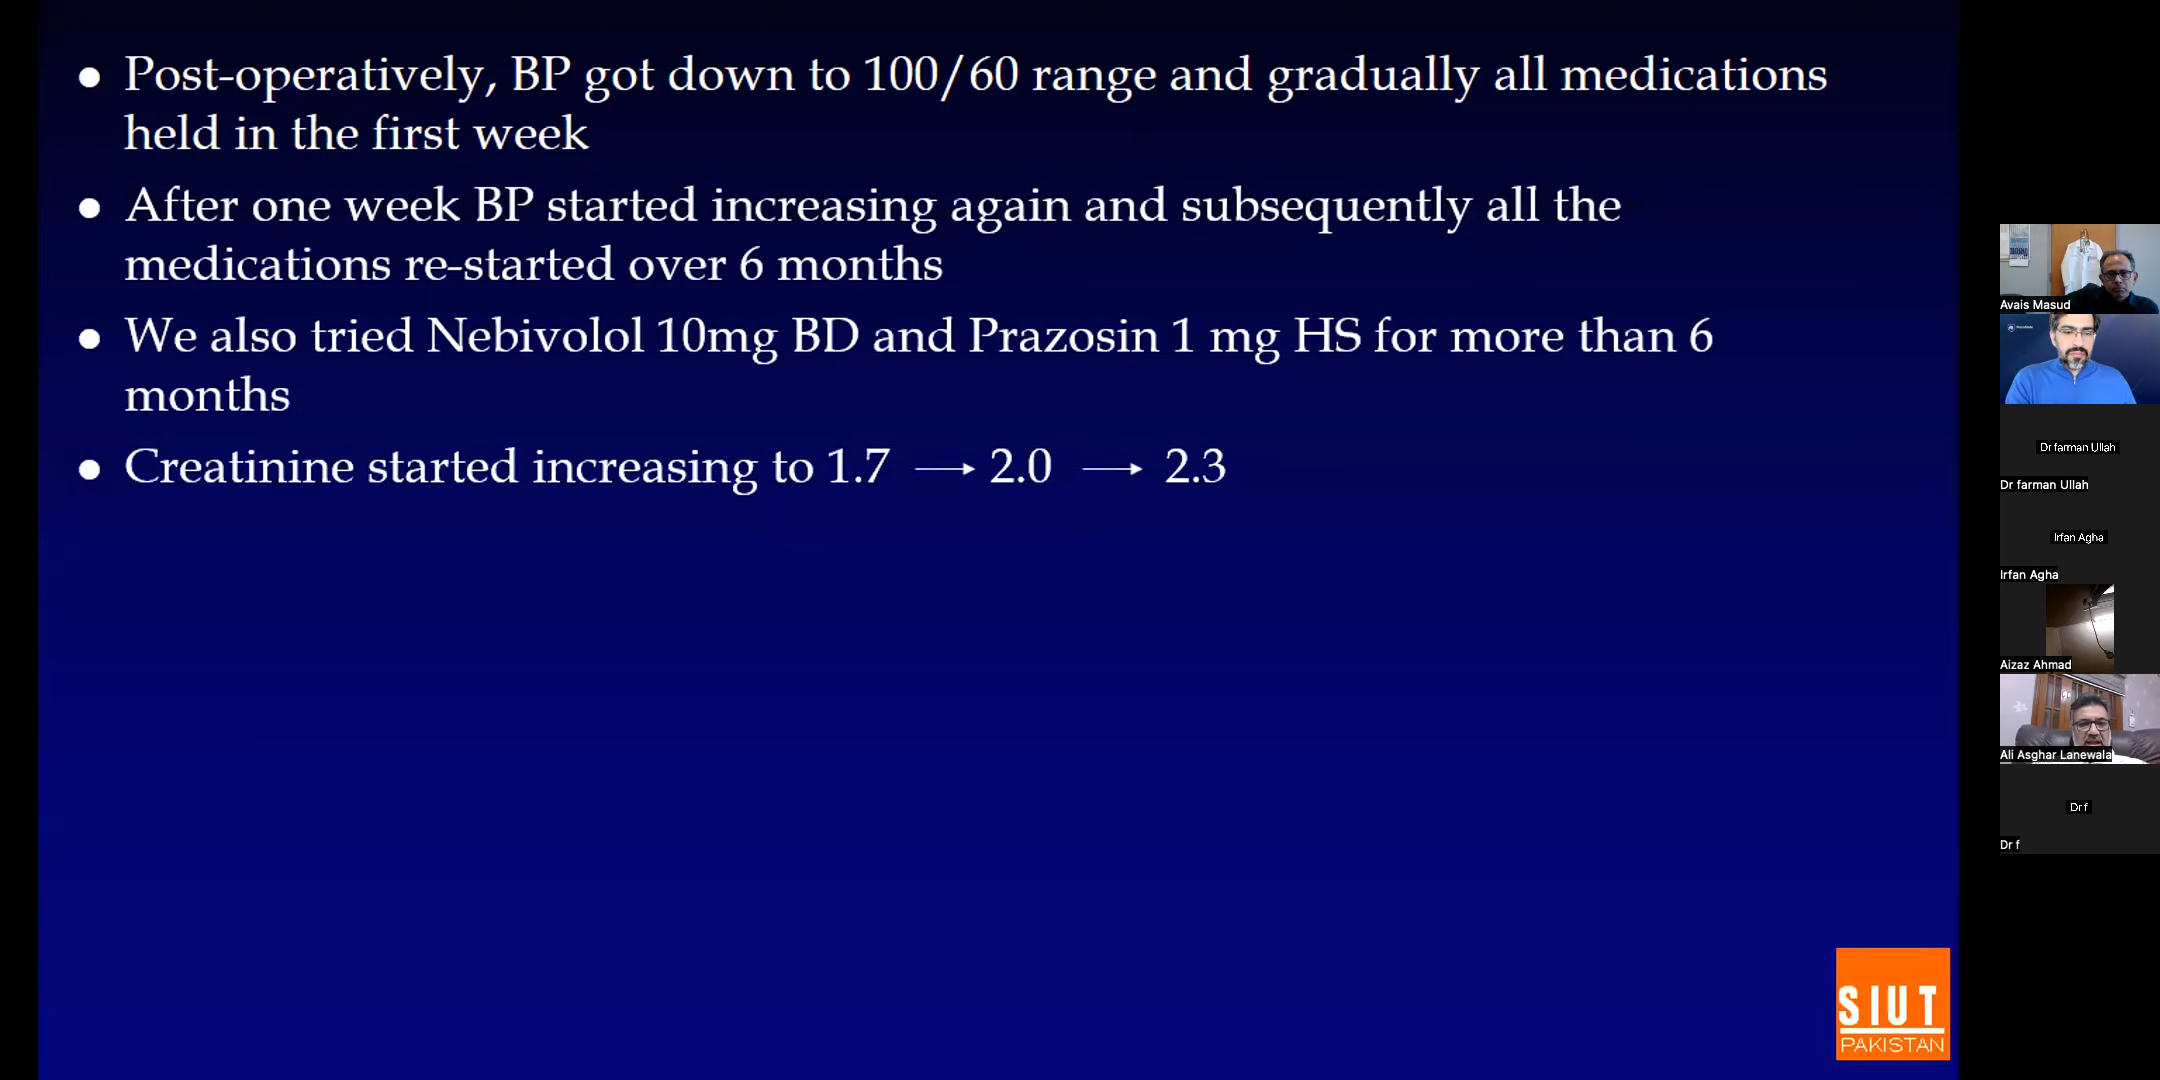 ● Post-operatively, BP got down to 100/60 range and gradually all medications
held in the first week
● After one week BP started increasing again and subsequently all the
medications re-started over 6 months
● We also tried Nebivolol 10mg BD and Prazosin 1 mg HS for more than 6
months
● Creatinine started increasing to 1.7 → 2.0 → 2.3
Avais Masud
Dr farman Ullah
Dr farman Ullah
Irfan Agha
Irfan Agha
Aizaz Ahmad
Ali Asghar Lanewala
Dr f
Dr f
SIUT
PAKISTAN